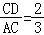 CD/AC = 2/3